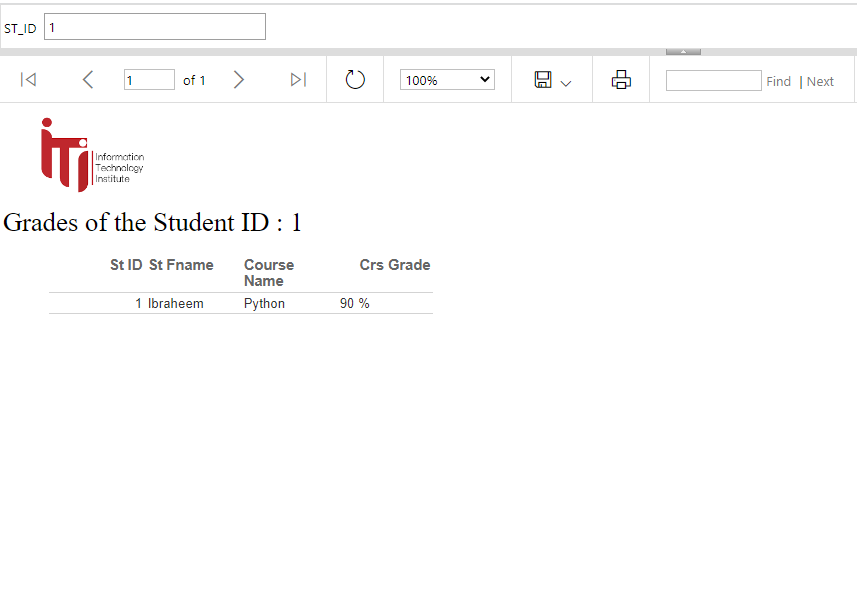 ST_ID 1
1 of 1 100% Find | Next
iTi Information
Technology
Institute
Grades of the Student ID : 1
St ID St Fname Course Name Crs Grade
1 Ibraheem Python 90 %